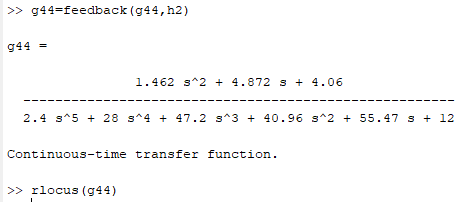 >> g44=feedback(g44,h2)
g44 =
1.462 s^2 + 4.872 s + 4.06
-----------------------------------------------------
2.4 s^5 + 28 s^4 + 47.2 s^3 + 40.96 s^2 + 55.47 s + 12
Continuous-time transfer function.
>> rlocus(g44)